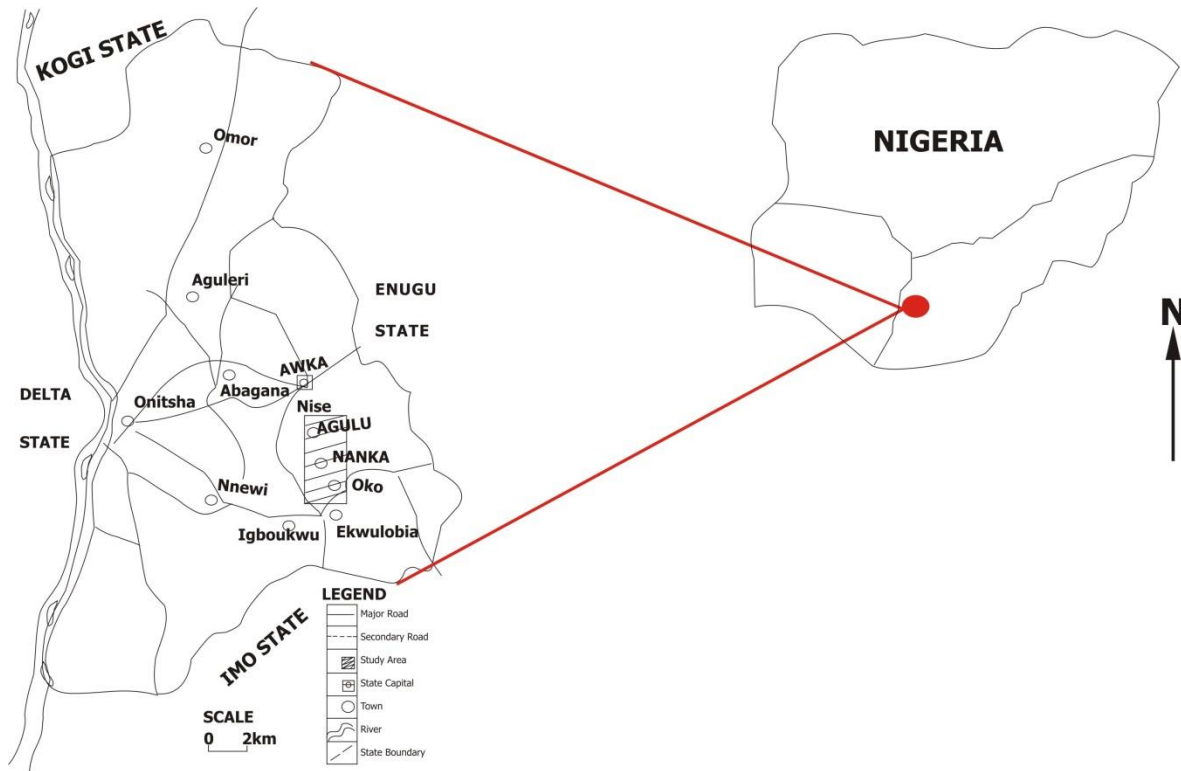 KOGI STATE
NIGERIA
Omor
Aguleri
ENUGU
STATE
N
AWKA
Abagana
DELTA
STATE
Onitsha
Nise
AGULU
NANKA
Oko
Nnewi
Igboukwu
Ekwulobia
IMO STATE
LEGEND
Major Road
Secondary Road
Study Area
State Capital
Town
River
State Boundary
SCALE
0 2km